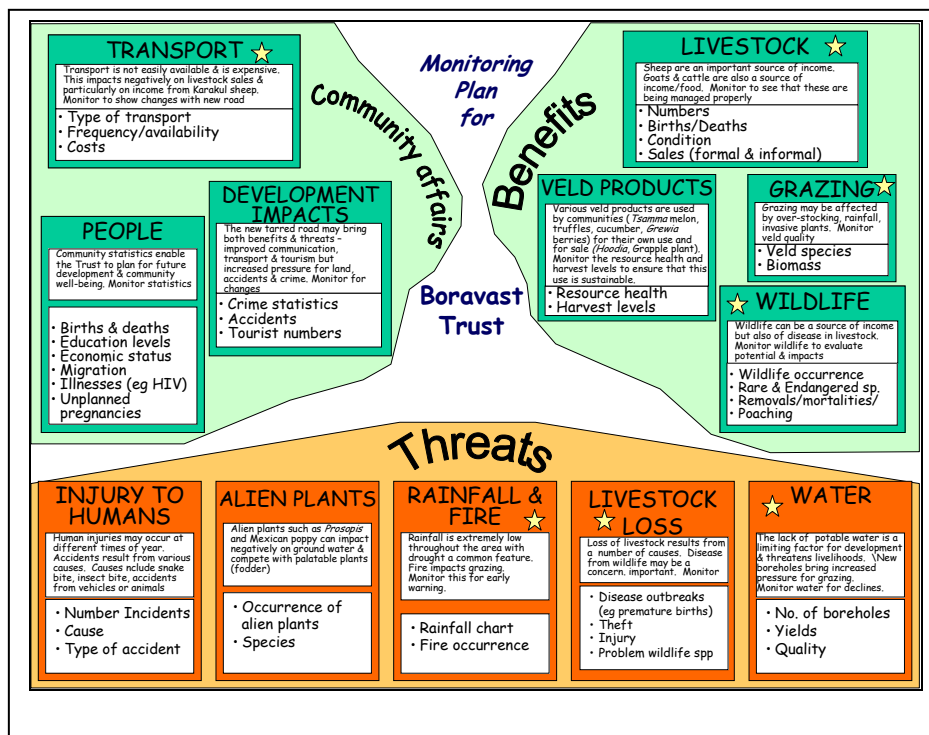 Monitoring
Plan
for
Boravast
Trust
Community affairs
TRANSPORT
Transport is not easily available & is expensive.
This impacts negatively on livestock sales &
particularly on income from Karakul sheep.
Monitor to show changes with new road
• Type of transport
• Frequency/availability
• Costs
DEVELOPMENT
IMPACTS
The new tarred road may bring
both benefits & threats –
improved communication,
transport & tourism but
increased pressure for land,
accidents & crime. Monitor for
changes
• Crime statistics
• Accidents
• Tourist numbers
PEOPLE
Community statistics enable
the Trust to plan for future
development & community
well-being. Monitor statistics
• Births & deaths
• Education levels
• Economic status
• Migration
• Illnesses (eg HIV)
• Unplanned
pregnancies
Benefits
LIVESTOCK
Sheep are an important source of income.
Goats & cattle are also a source of
income/food. Monitor to see that these are
being managed properly
• Numbers
• Births/Deaths
• Condition
• Sales (formal & informal)
VELD PRODUCTS
Various veld products are used
by communities (Tsamma melon,
truffles, cucumber, Grewia
berries) for their own use and
for sale (Hoodia, Grapple plant).
Monitor the resource health and
harvest levels to ensure that this
use is sustainable.
• Resource health
• Harvest levels
GRAZING
Grazing may be affected
by over-stocking, rainfall,
invasive plants. Monitor
veld quality
• Veld species
• Biomass
WILDLIFE
Wildlife can be a source of income
but also of disease in livestock.
Monitor wildlife to evaluate
potential & impacts
• Wildlife occurrence
• Rare & Endangered sp.
• Removals/mortalities/
• Poaching
Threats
INJURY TO
HUMANS
Human injuries may occur at
different times of year.
Accidents result from various
causes. Causes ncلude snake
bite, insect bite, accidents
from vehicles or animals
• Number Incidents
• Cause
• Type of accident
ALIEN PLANTS
Alien plants such as Prosopis
and Mexican poppy can impact
negatively on ground water &
compete with palatable plants
(fodder)
• Occurrence of
alien plants
• Species
RAINFALL &
FIRE
Rainfall is extremely low
throughout the area with
drought a common feature.
Fire impacts grazing.
Monitor this for early
warning.
• Rainfall chart
• Fire occurrence
LIVESTOCK
LOSS
Loss of livestock results from
a number of causes. Disease
from wildlife may be a
concern. important. Monitor
• Disease outbreaks
(eg premature births)
• Theft
• Injury
• Problem wildlife spp
WATER
The lack of potable water is a
limiting factor for development
& threatens livelihoods. \New
boreholes bring increased
pressure for grazing.
Monitor water for declines.
• No. of boreholes
• Yields
• Quality